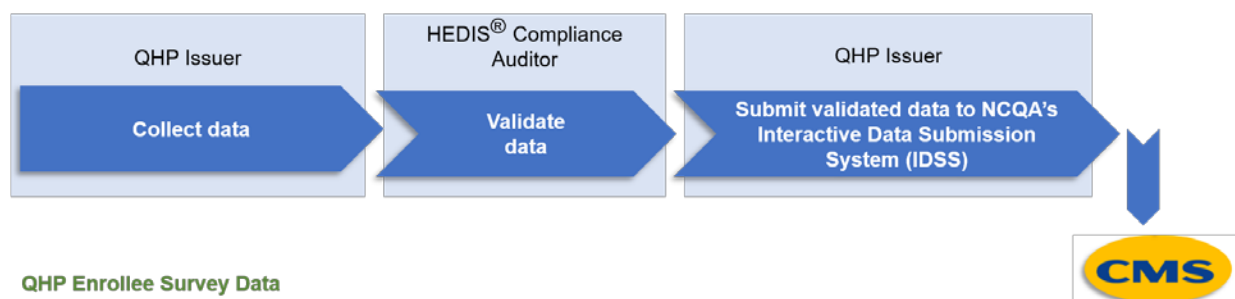 QHP Issuer
Collect data
HEDIS® Compliance
Auditor
Validate
data
QHP Issuer
Submit validated data to NCQA's
Interactive Data Submission
System (IDSS)
CMS
QHP Enrollee Survey Data